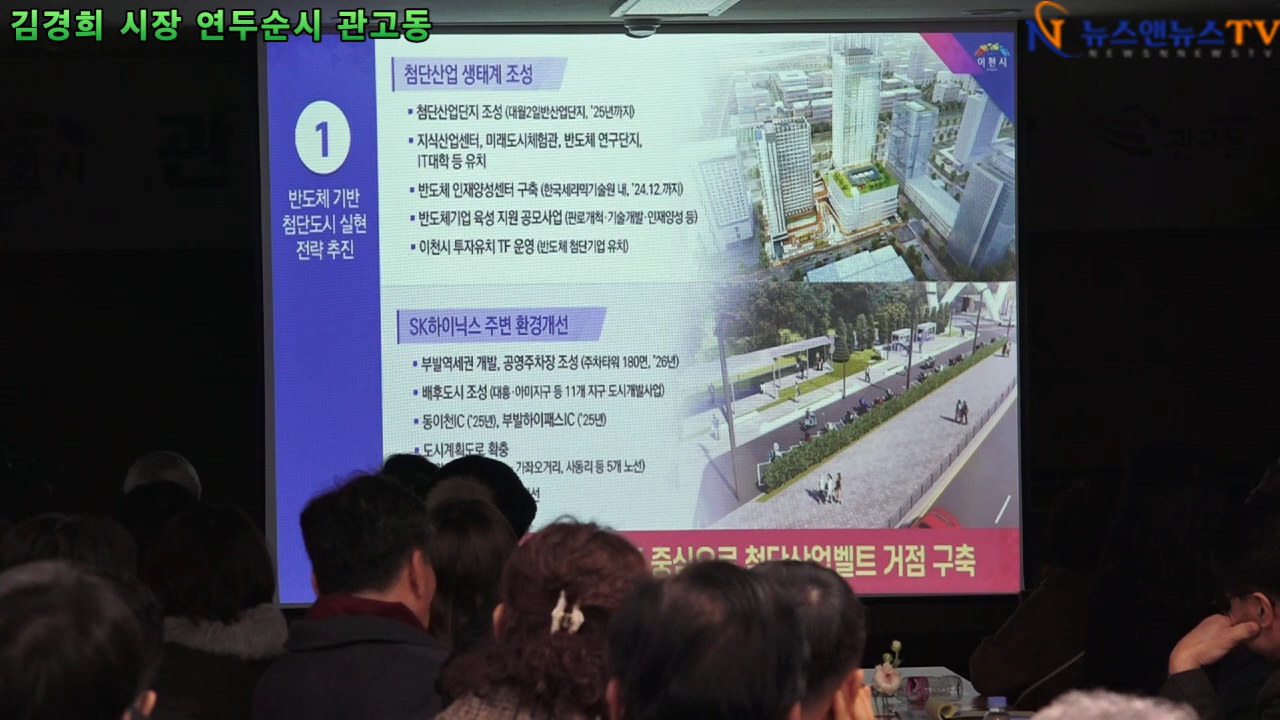 김경희 시장 연두순시 관고동
뉴스앤뉴스TV
NEWSNNEWSTV
이천시
관
천시
관고동
1
반도체 기반
첨단도시 실현
전략 추진
첨단산업 생태계 조성
▪ 첨단산업단지 조성 (대월2일반산업단지, '25년까지)
▪ 지식산업센터, 미래도시체험관, 반도체 연구단지,
IT대학 등 유치
▪ 반도체 인재양성센터 구축 (한국세라믹기술원 내, '24.12.까지)
▪ 반도체기업 육성 지원 공모사업 (판로개척·기술개발·인재양성 등)
▪ 이천시 투자유치 TF 운영 (반도체 첨단기업 유치)
SK하이닉스 주변 환경개선
▪ 부발역세권 개발, 공영주차장 조성 (주차타워 180면, '26년)
▪ 배후도시 조성 (대흥·아미지구 등 11개 지구 도시개발사업)
▪ 동이천IC ('25년), 부발하이패스IC ('25년)
▪ 도시계획도로 확충
가좌오거리, 사동리 등 5개 노선)
선
중심으로 첨단산업벨트 거점 구축